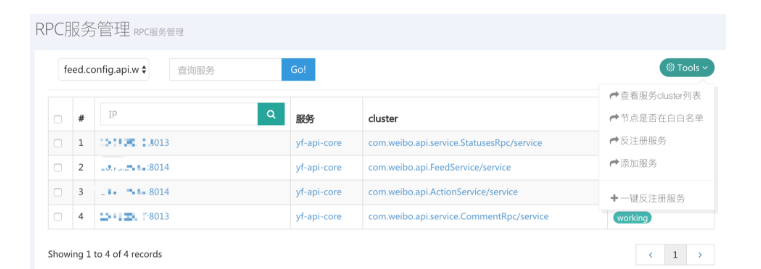 RPC服务管理 RPC服务管理
feed.config.api.w 查询服务 Go! Tools
查看服务cluster列表
节点是否在白名单
反注册服务
添加服务
一键反注册服务
# IP 服务 cluster
1 :8013 yf-api-core com.weibo.api.service.StatusesRpc/service
2 :8014 yf-api-core com.weibo.api.FeedService/service
3 :8014 yf-api-core com.weibo.api.ActionService/service
4 :8013 yf-api-core com.weibo.api.service.CommentRpc/service working
Showing 1 to 4 of 4 records < 1 >